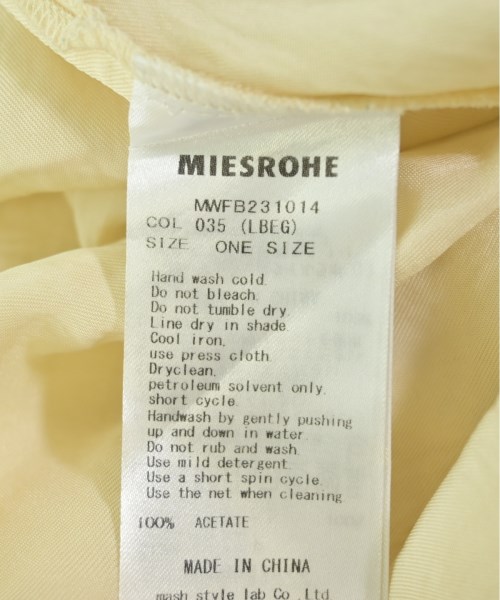 MIESROHE
MWFB231014
COL 035 (LBEG)
SIZE ONE SIZE
Hand wash cold.
Do not bleach.
Do not tumble dry.
Line dry in shade.
Cool iron.
use press cloth.
Dryclean.
petroleum solvent only.
short cycle.
Handwash by gently pushing
up and down in water.
Do not rub and wash.
Use mild detergent.
Use a short spin cycle.
Use the net when cleaning.
100% ACETATE
MADE IN CHINA
mash style lab Co.,Ltd